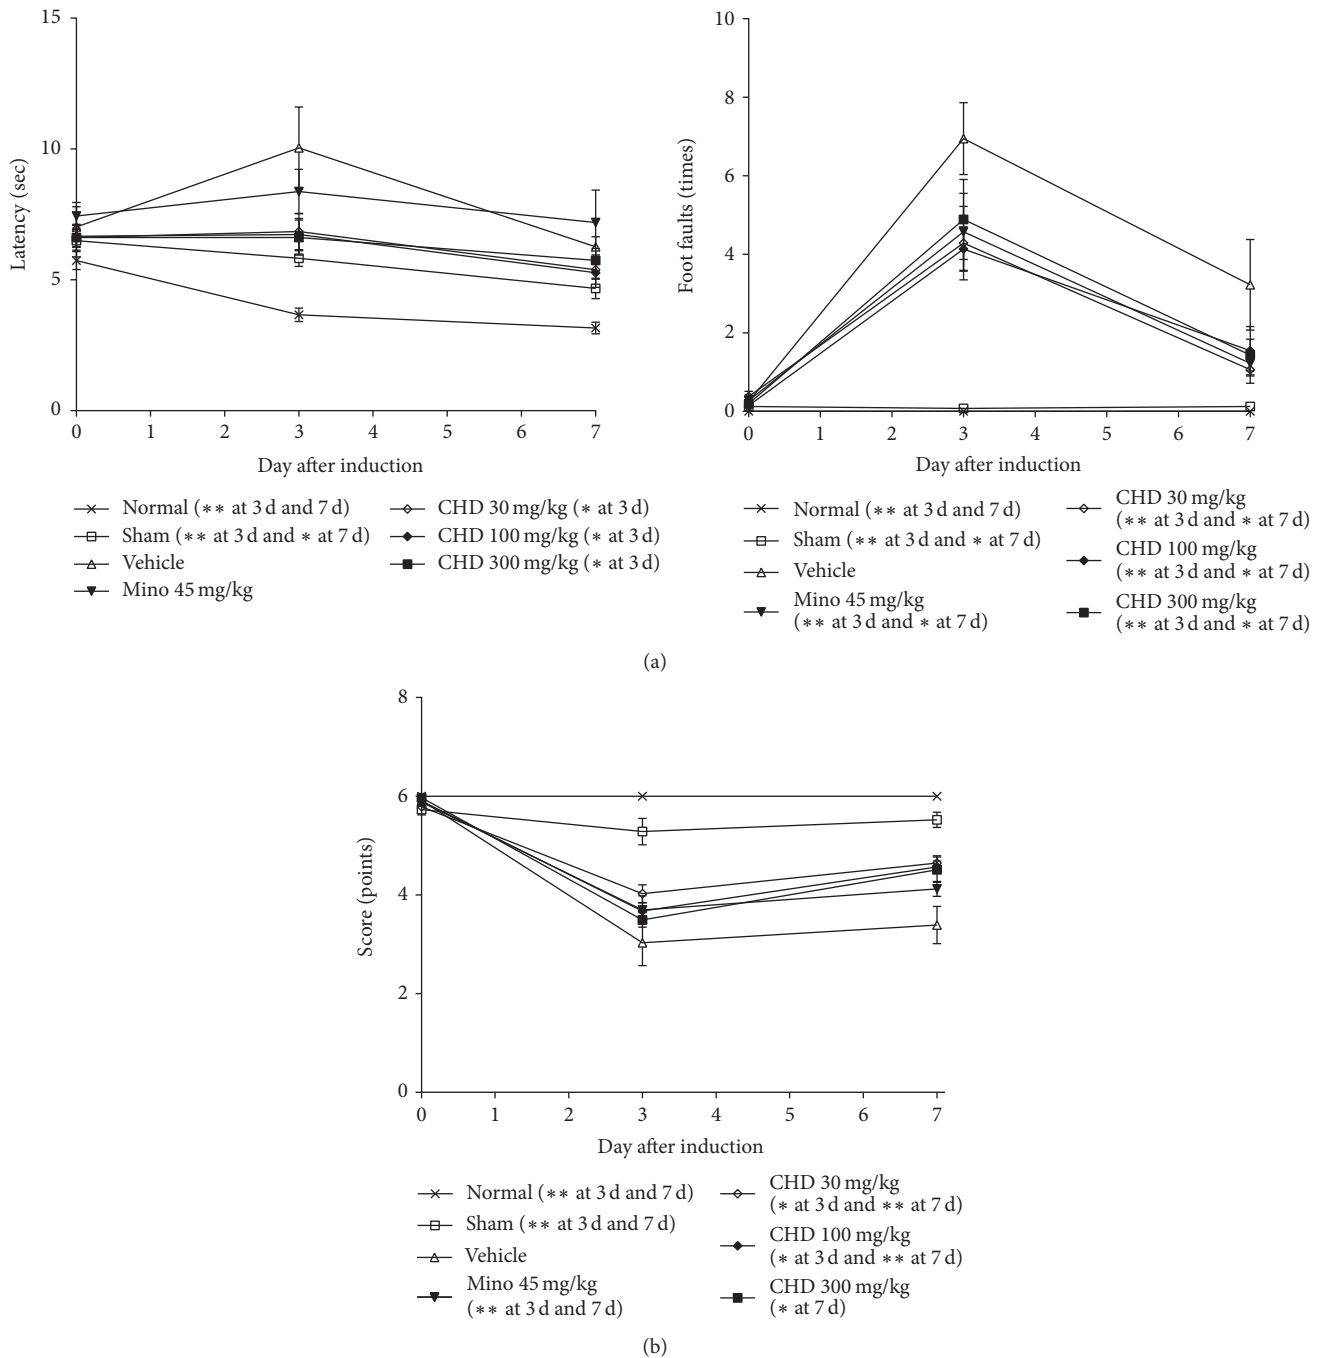 15
10
5
0
Latency (sec)
0 1 2 3 4 5 6 7
Day after induction
Normal (∗∗ at 3 d and 7 d)
Sham (∗∗ at 3 d and ∗ at 7 d)
Vehicle
Mino 45 mg/kg
CHD 30 mg/kg (∗ at 3 d)
CHD 100 mg/kg (∗ at 3 d)
CHD 300 mg/kg (∗ at 3 d)
10
8
6
4
2
0
Foot faults (times)
0 1 2 3 4 5 6 7
Day after induction
Normal (∗∗ at 3 d and 7 d)
Sham (∗∗ at 3 d and ∗ at 7 d)
Vehicle
Mino 45 mg/kg
(∗∗ at 3 d and ∗ at 7 d)
CHD 30 mg/kg
(∗∗ at 3 d and ∗ at 7 d)
CHD 100 mg/kg
(∗∗ at 3 d and ∗ at 7 d)
CHD 300 mg/kg
(∗∗ at 3 d and ∗ at 7 d)
(a)
8
6
4
2
0
Score (points)
0 1 2 3 4 5 6 7
Day after induction
Normal (∗∗ at 3 d and 7 d)
Sham (∗∗ at 3 d and 7 d)
Vehicle
Mino 45 mg/kg
(∗∗ at 3 d and 7 d)
CHD 30 mg/kg
(∗ at 3 d and ∗∗ at 7 d)
CHD 100 mg/kg
(∗ at 3 d and ∗∗ at 7 d)
CHD 300 mg/kg
(∗ at 7 d)
(b)